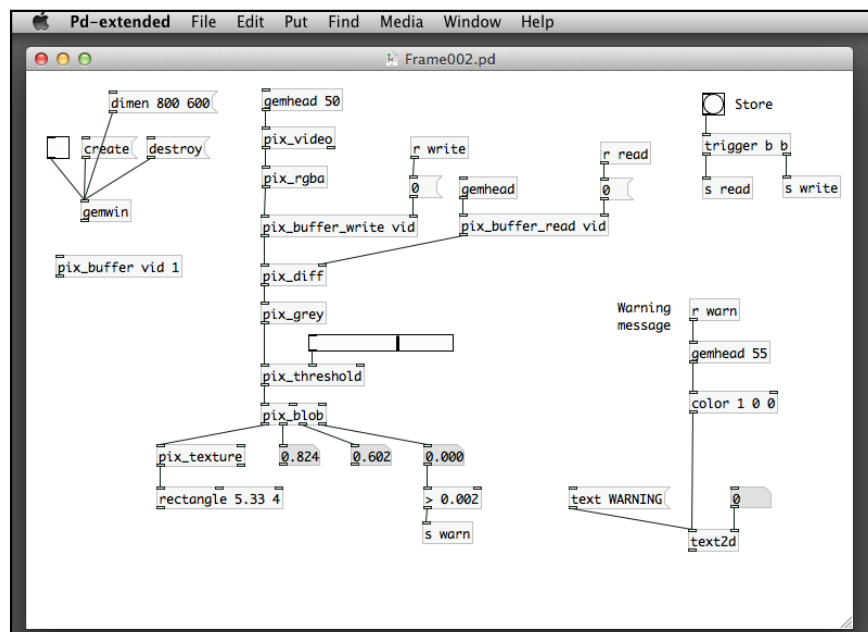 Pd-extended File Edit Put Find Media Window Help
Frame002.pd
dimen 800 600
gemhead 50
Store
create
destroy
pix_video
r write
r read
trigger b b
pix_rgba
0
gemhead
0
s read
s write
gemwin
pix_buffer_write vid
pix_buffer_read vid
pix_buffer vid 1
pix_diff
pix_grey
Warning
message
r warn
gemhead 55
pix_threshold
color 1 0 0
pix_blob
pix_texture
0.824
0.602
0.000
rectangle 5.33 4
> 0.002
text WARNING
0
s warn
text2d